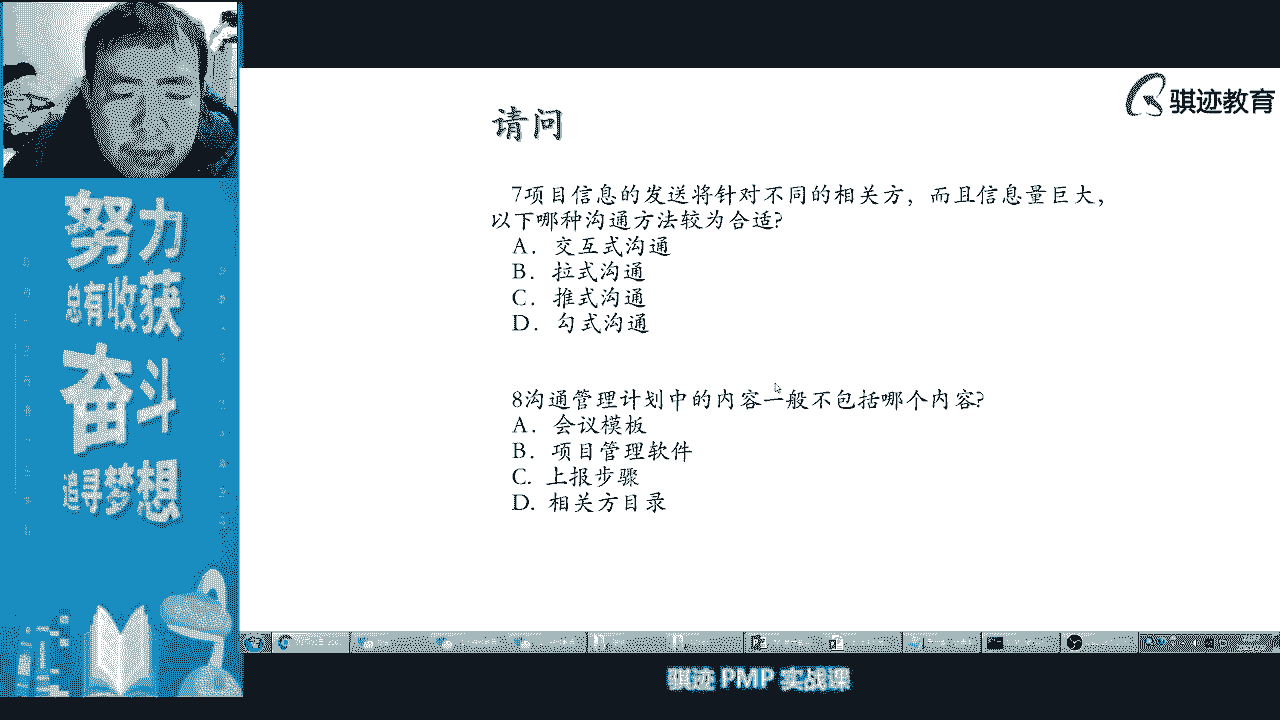 骐迹教育
请问
7项目信息的发送将针对不同的相关方，而且信息量巨大，
以下哪种沟通方法较为合适?
A. 交互式沟通
B. 拉式沟通
C. 推式沟通
D. 勾式沟通
8沟通管理计划中的内容一般不包括哪个内容?
A. 会议模板
B. 项目管理软件
C. 上报步骤
D. 相关方目录
努力
总有收获
奋斗
追寻梦想
骐迹 PMP 实战课